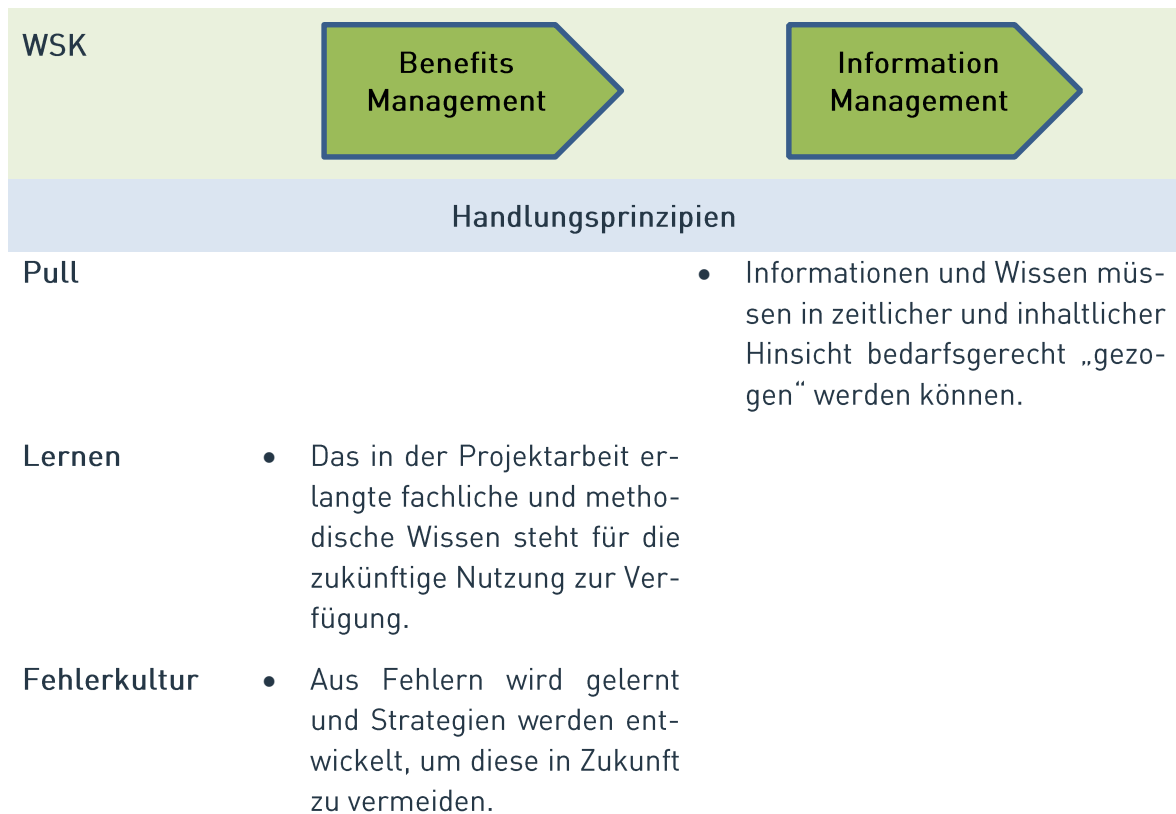 WSK
Benefits
Management
Information
Management
Handlungsprinzipien
Pull
• Informationen und Wissen müs-
sen in zeitlicher und inhaltlicher
Hinsicht bedarfsgerecht „gezo-
gen“ werden können.
Lernen
• Das in der Projektarbeit er-
langte fachliche und metho-
dische Wissen steht für die
zukünftige Nutzung zur Ver-
fügung.
Fehlerkultur
• Aus Fehlern wird gelernt
und Strategien werden ent-
wickelt, um diese in Zukunft
zu vermeiden.